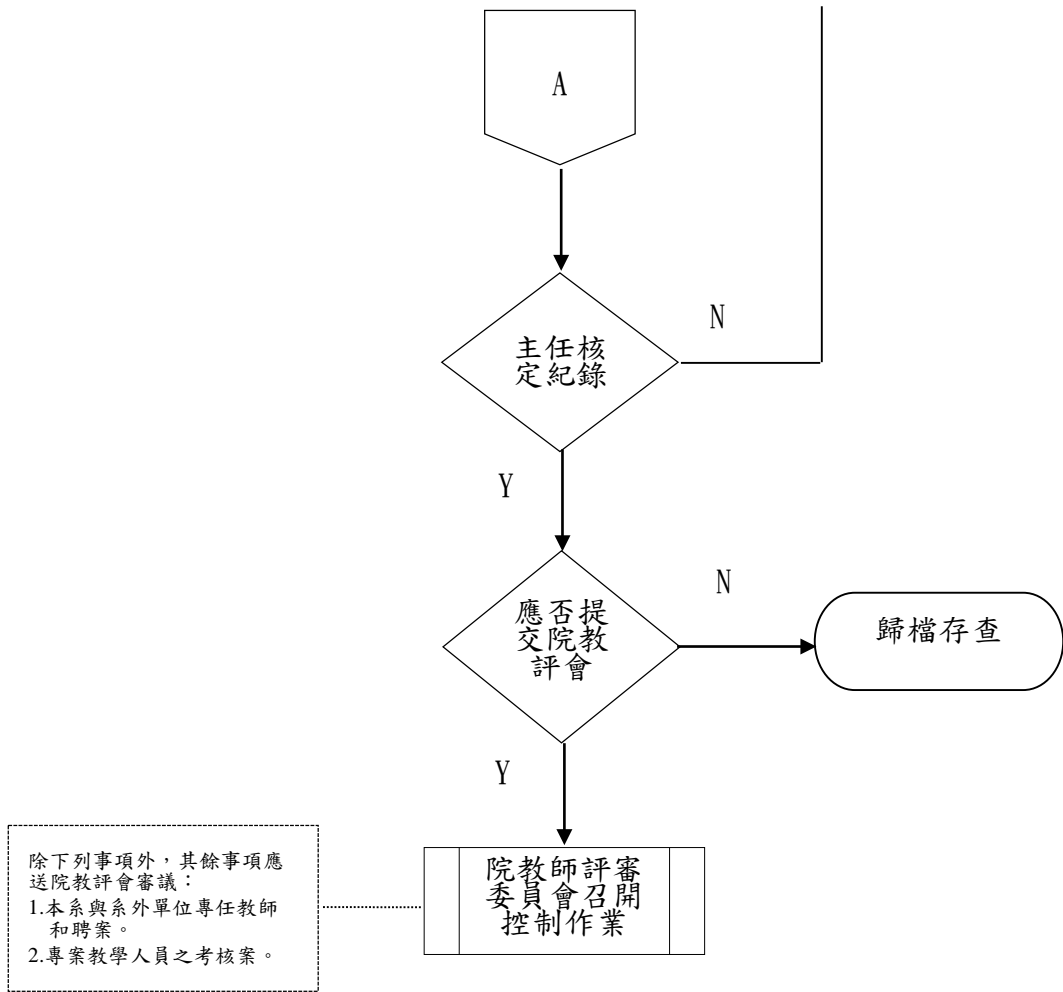 A
主任核
定紀錄
N
Y
應否提
交院教
評會
N
歸檔存查
Y
院教師評審
委員會召開
控制作業
除下列事項外，其餘事項應
送院教評會審議：
1.本系與系外單位專任教師
和聘案。
2.專案教學人員之考核案。